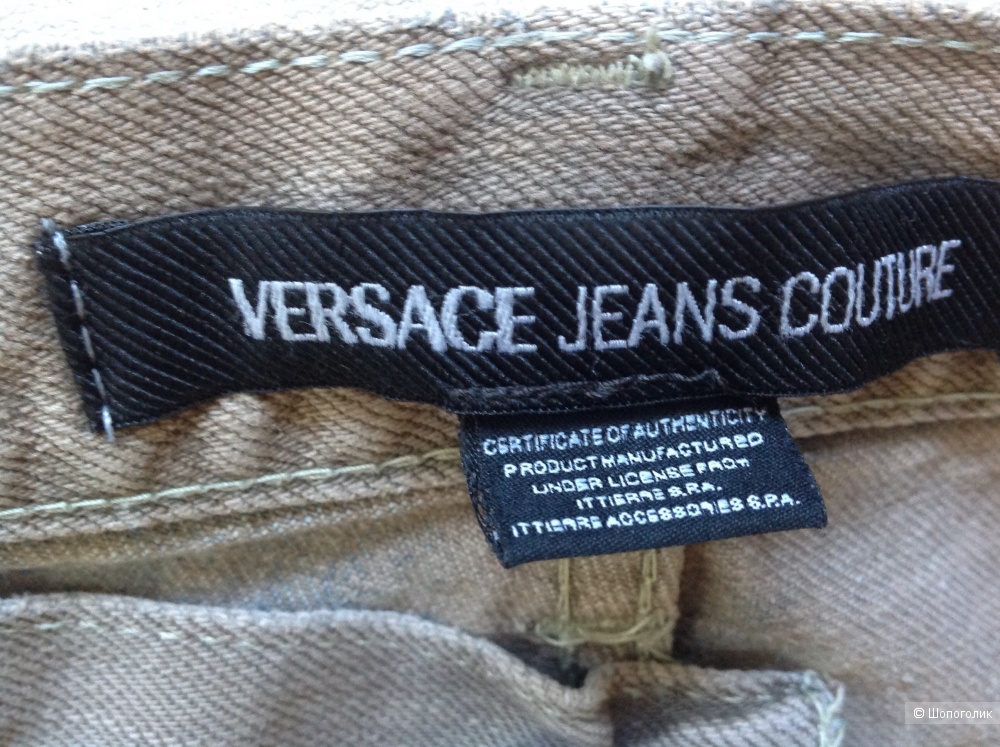 VERSACE JEANS COUTURE
CERTIFICATE OF AUTHENTICITY
PRODUCT MANUFACTURED
UNDER LICENSE FROM
ITTIERRE S.P.A.
ITTIERRE ACCESSORIES S.P.A.
© Шопоголик